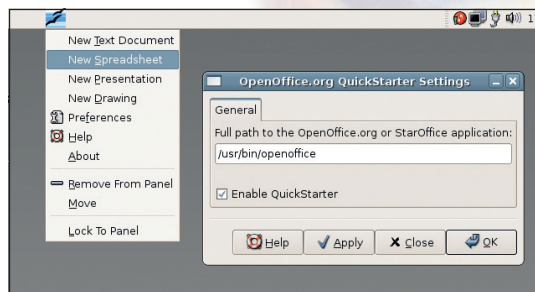 1
New Text Document
New Spreadsheet
New Presentation
New Drawing
Preferences
Help
About
Remove From Panel
Move
Lock To Panel
OpenOffice.org QuickStarter Settings
General
Full path to the OpenOffice.org or StarOffice application:
/usr/bin/openoffice
Enable QuickStarter
Help
Apply
Close
OK